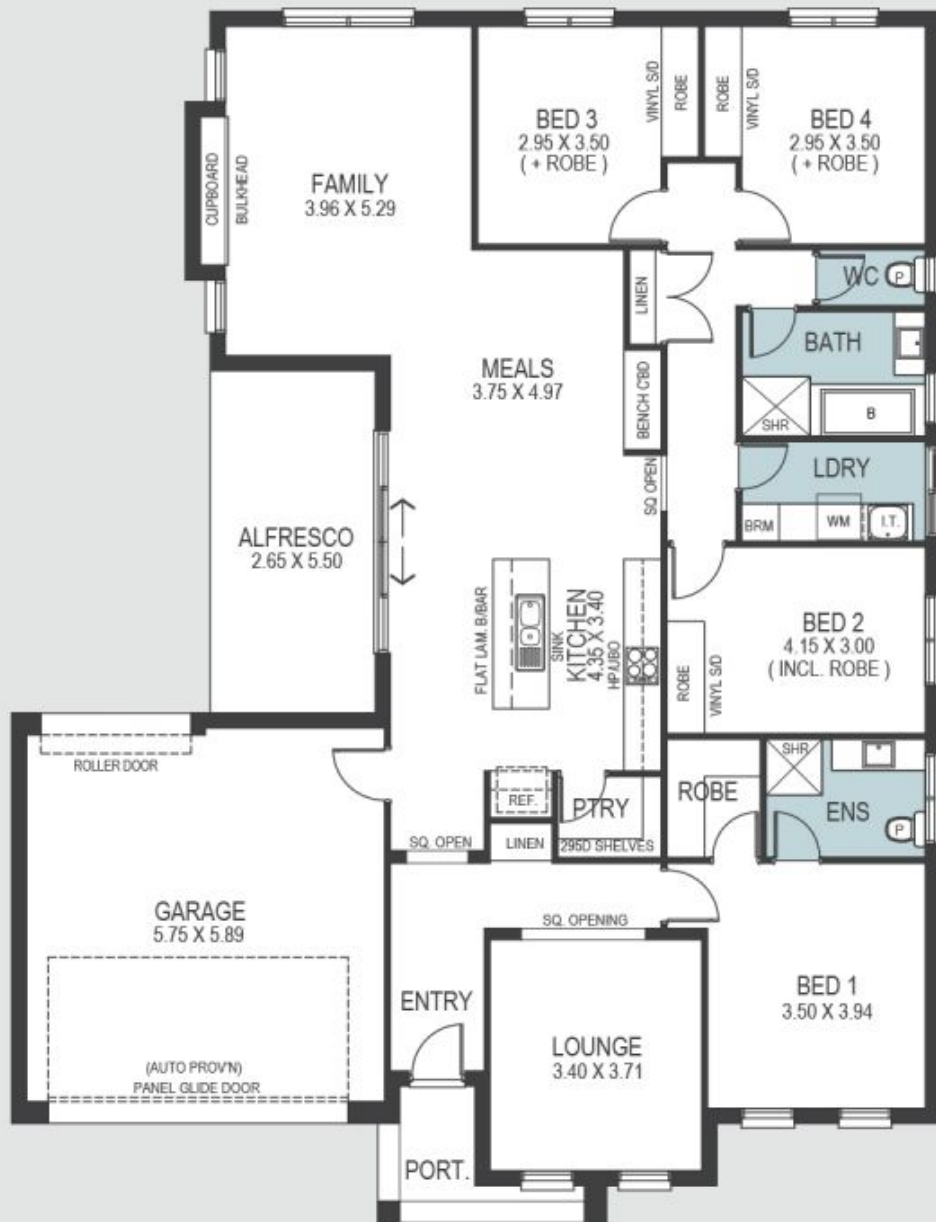 FAMILY
3.96 X 5.29
CUPBOARD
BULKHEAD
BED 3
2.95 X 3.50
( + ROBE )
VINYL S/D
ROBE
ROBE
VINYL S/D
BED 4
2.95 X 3.50
( + ROBE )
WC
P
LINEN
BATH
SHR
B
MEALS
3.75 X 4.97
BENCH C'BD
SQ. OPEN
LDRY
BRM
WM
I.T.
ALFRESCO
2.65 X 5.50
FLAT LAM. B/BAR
SINK
KITCHEN
4.35 X 3.40
HP/UBO
BED 2
4.15 X 3.00
( INCL. ROBE )
ROBE
VINYL S/D
ROLLER DOOR
REF.
PTRY
295D SHELVES
ROBE
SHR
ENS
P
SQ. OPEN
LINEN
GARAGE
5.75 X 5.89
SQ. OPENING
ENTRY
BED 1
3.50 X 3.94
LOUNGE
3.40 X 3.71
(AUTO PROV'N)
PANEL GLIDE DOOR
PORT.